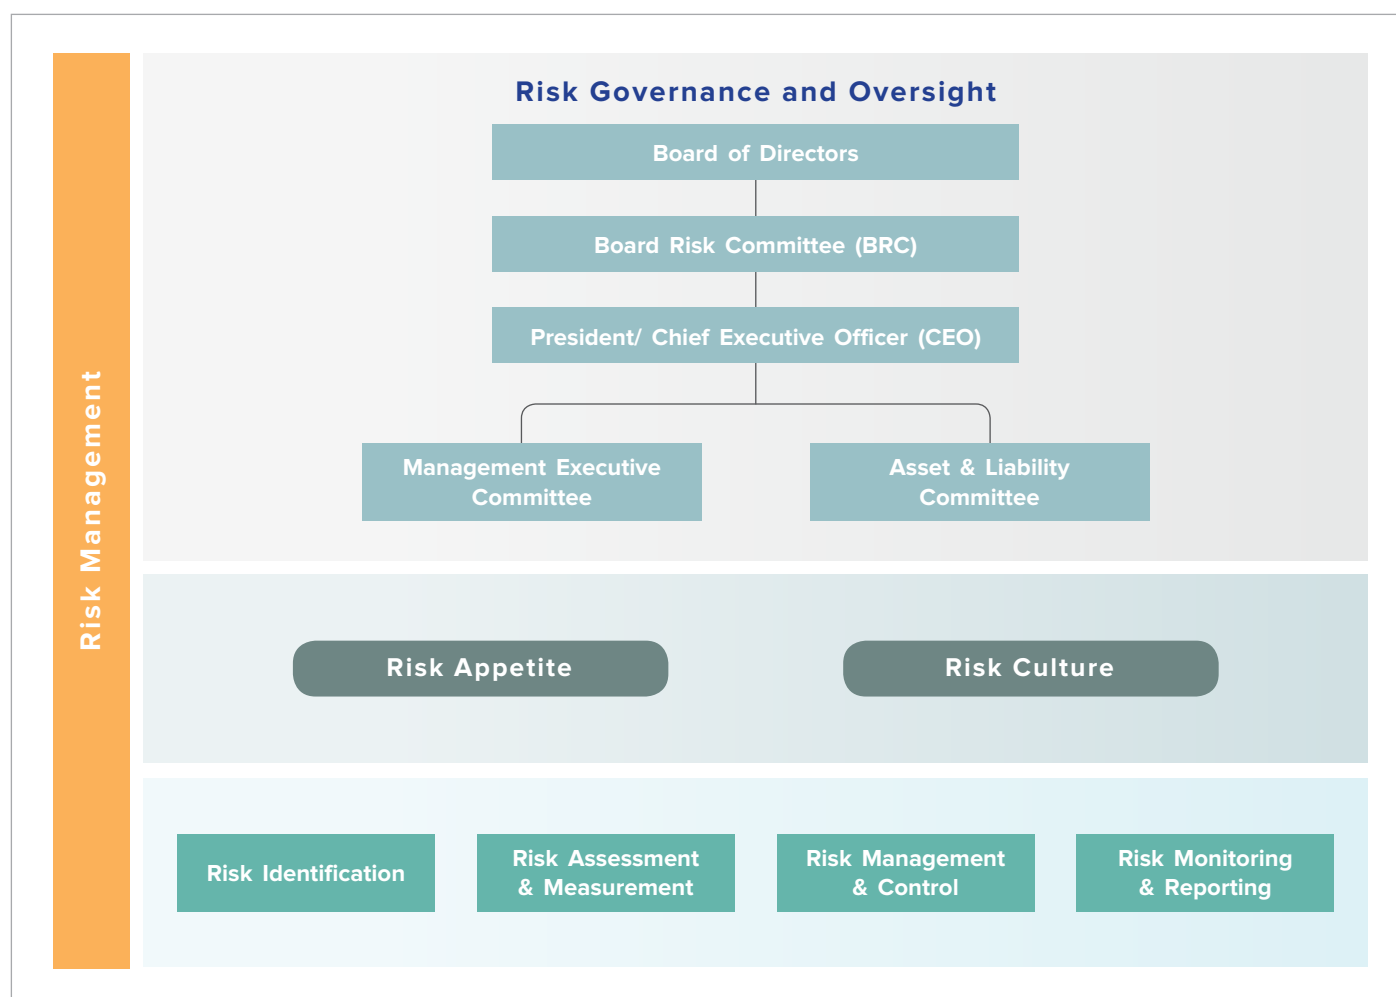 Risk Management
Risk Governance and Oversight
Board of Directors
Board Risk Committee (BRC)
President/ Chief Executive Officer (CEO)
Management Executive
Committee
Asset & Liability
Committee
Risk Appetite
Risk Culture
Risk Identification
Risk Assessment
& Measurement
Risk Management
& Control
Risk Monitoring
& Reporting